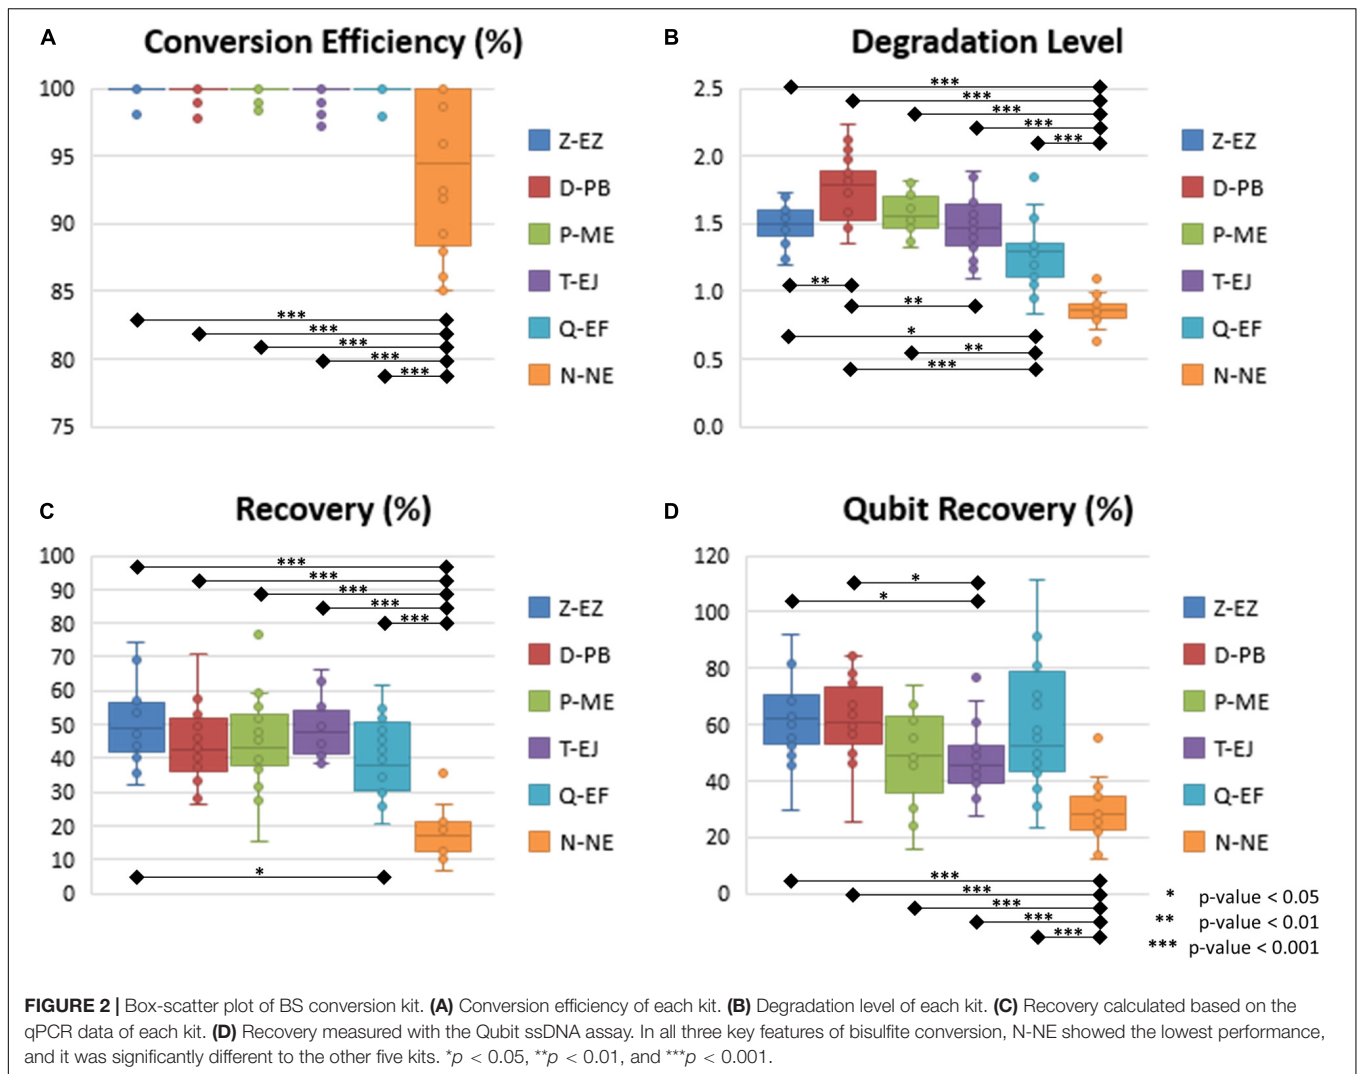 A
Conversion Efficiency (%)
100
95
90
85
80
75
***
***
***
***
***
Z-EZ
D-PB
P-ME
T-EJ
Q-EF
N-NE
B
Degradation Level
2.5
2.0
1.5
1.0
0.5
0.0
***
***
***
***
***
**
**
*
**
***
Z-EZ
D-PB
P-ME
T-EJ
Q-EF
N-NE
C
Recovery (%)
100
90
80
70
60
50
40
30
20
10
0
***
***
***
***
***
*
Z-EZ
D-PB
P-ME
T-EJ
Q-EF
N-NE
D
Qubit Recovery (%)
120
100
80
60
40
20
0
*
*
***
***
***
***
***
Z-EZ
D-PB
P-ME
T-EJ
Q-EF
N-NE
* p-value < 0.05
** p-value < 0.01
*** p-value < 0.001
FIGURE 2 | Box-scatter plot of BS conversion kit. (A) Conversion efficiency of each kit. (B) Degradation level of each kit. (C) Recovery calculated based on the
qPCR data of each kit. (D) Recovery measured with the Qubit ssDNA assay. In all three key features of bisulfite conversion, N-NE showed the lowest performance,
and it was significantly different to the other five kits. *p < 0.05, **p < 0.01, and ***p < 0.001.